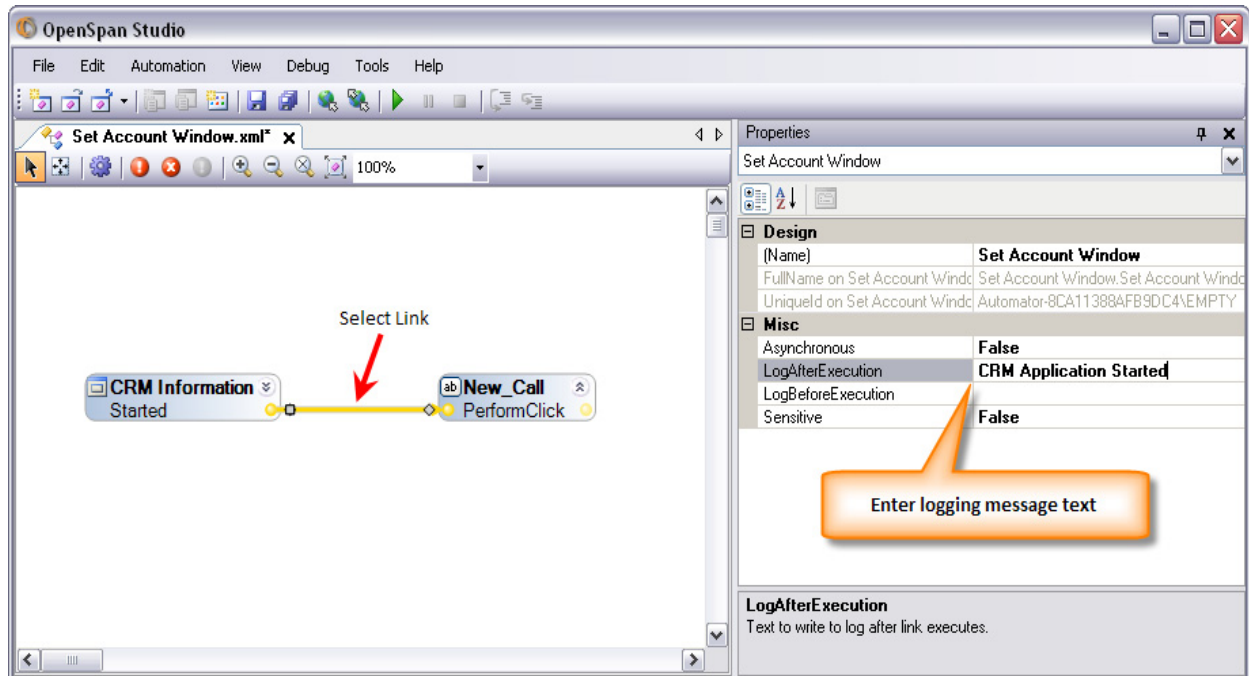 OpenSpan Studio
File Edit Automation View Debug Tools Help
Set Account Window.xml* x
100%
Select Link
CRM Information
Started
ab New_Call
PerformClick
Properties
Set Account Window
A Z
Design
(Name) Set Account Window
FullName on Set Account Windo Set Account Window.Set Account Windo
UniqueId on Set Account Windo Automator-8CA11388AFB9DC4\EMPTY
Misc
Asynchronous False
LogAfterExecution CRM Application Started
LogBeforeExecution
Sensitive False
Enter logging message text
LogAfterExecution
Text to write to log after link executes.